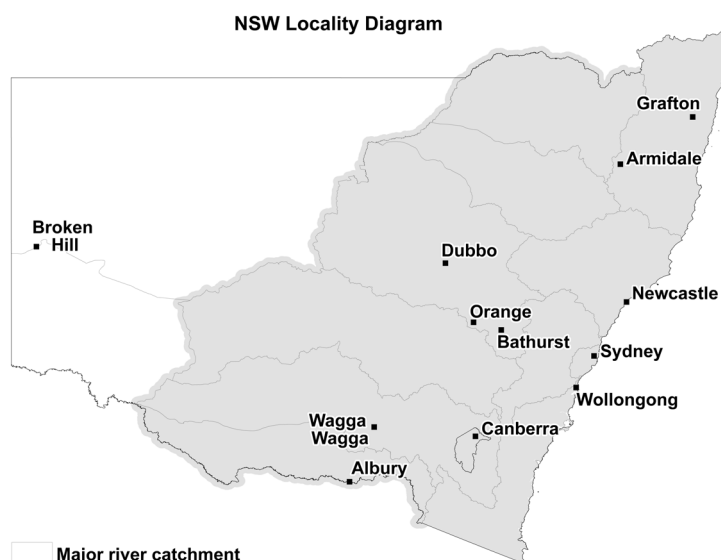 NSW Locality Diagram
Grafton
Armidale
Broken
Hill
Dubbo
Newcastle
Orange
Bathurst
Sydney
Wollongong
Wagga
Wagga
Canberra
Albury
Major river catchment